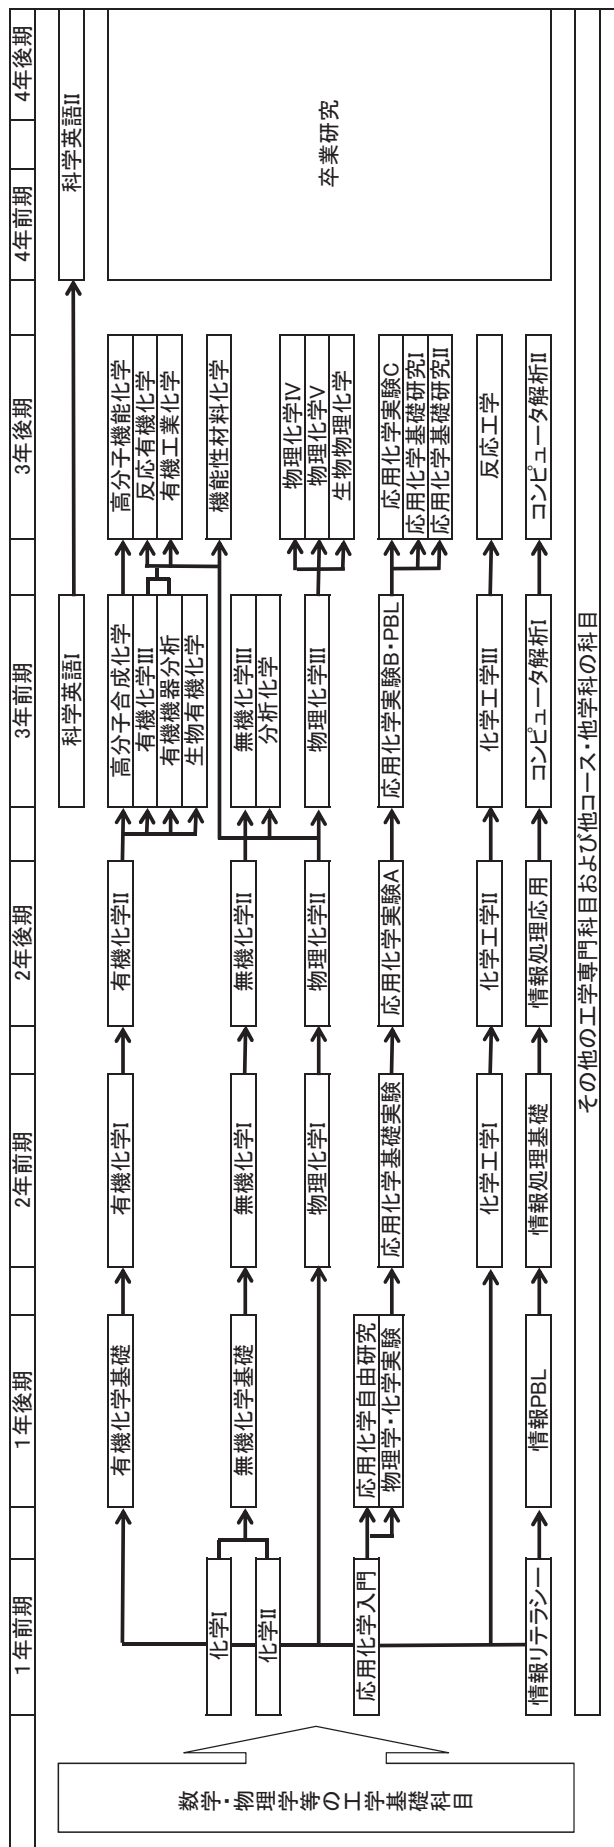 1年前期
1年後期
2年前期
2年後期
3年前期
3年後期
4年前期
4年後期
数学・物理学等の工学基礎科目
科学英語I
科学英語II
有機化学基礎
有機化学I
有機化学II
高分子合成化学
有機化学III
有機機器分析
生物有機化学
高分子機能化学
反応有機化学
有機工業化学
機能性材料化学
化学I
化学II
無機化学基礎
無機化学I
無機化学II
無機化学III
分析化学
物理化学I
物理化学II
物理化学III
物理化学IV
物理化学V
生物物理化学
応用化学入門
応用化学自由研究
物理学・化学実験
応用化学基礎実験
応用化学実験A
応用化学実験B・PBL
応用化学実験C
応用化学基礎研究I
応用化学基礎研究II
化学工学I
化学工学II
化学工学III
反応工学
情報リテラシー
情報PBL
情報処理基礎
情報処理応用
コンピュータ解析I
コンピュータ解析II
卒業研究
その他の工学専門科目および他コース・他学科の科目